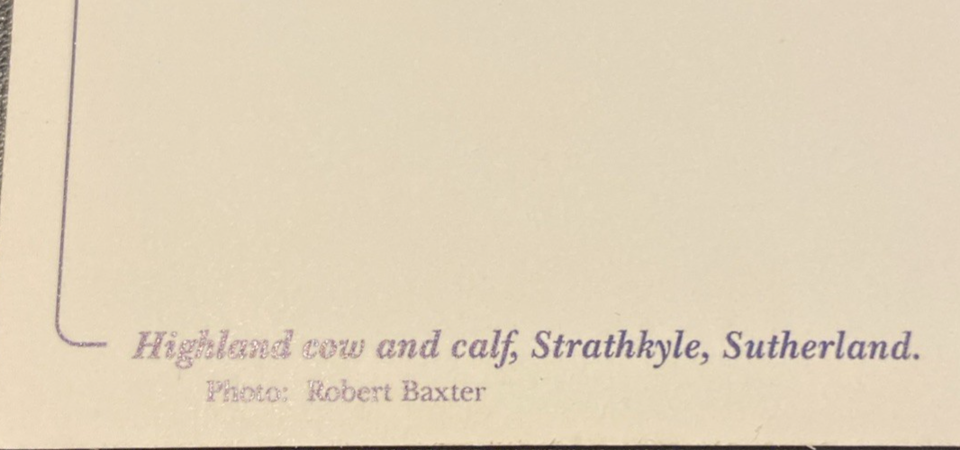 Highland cow and calf, Strathkyle, Sutherland.
Photo: Robert Baxter